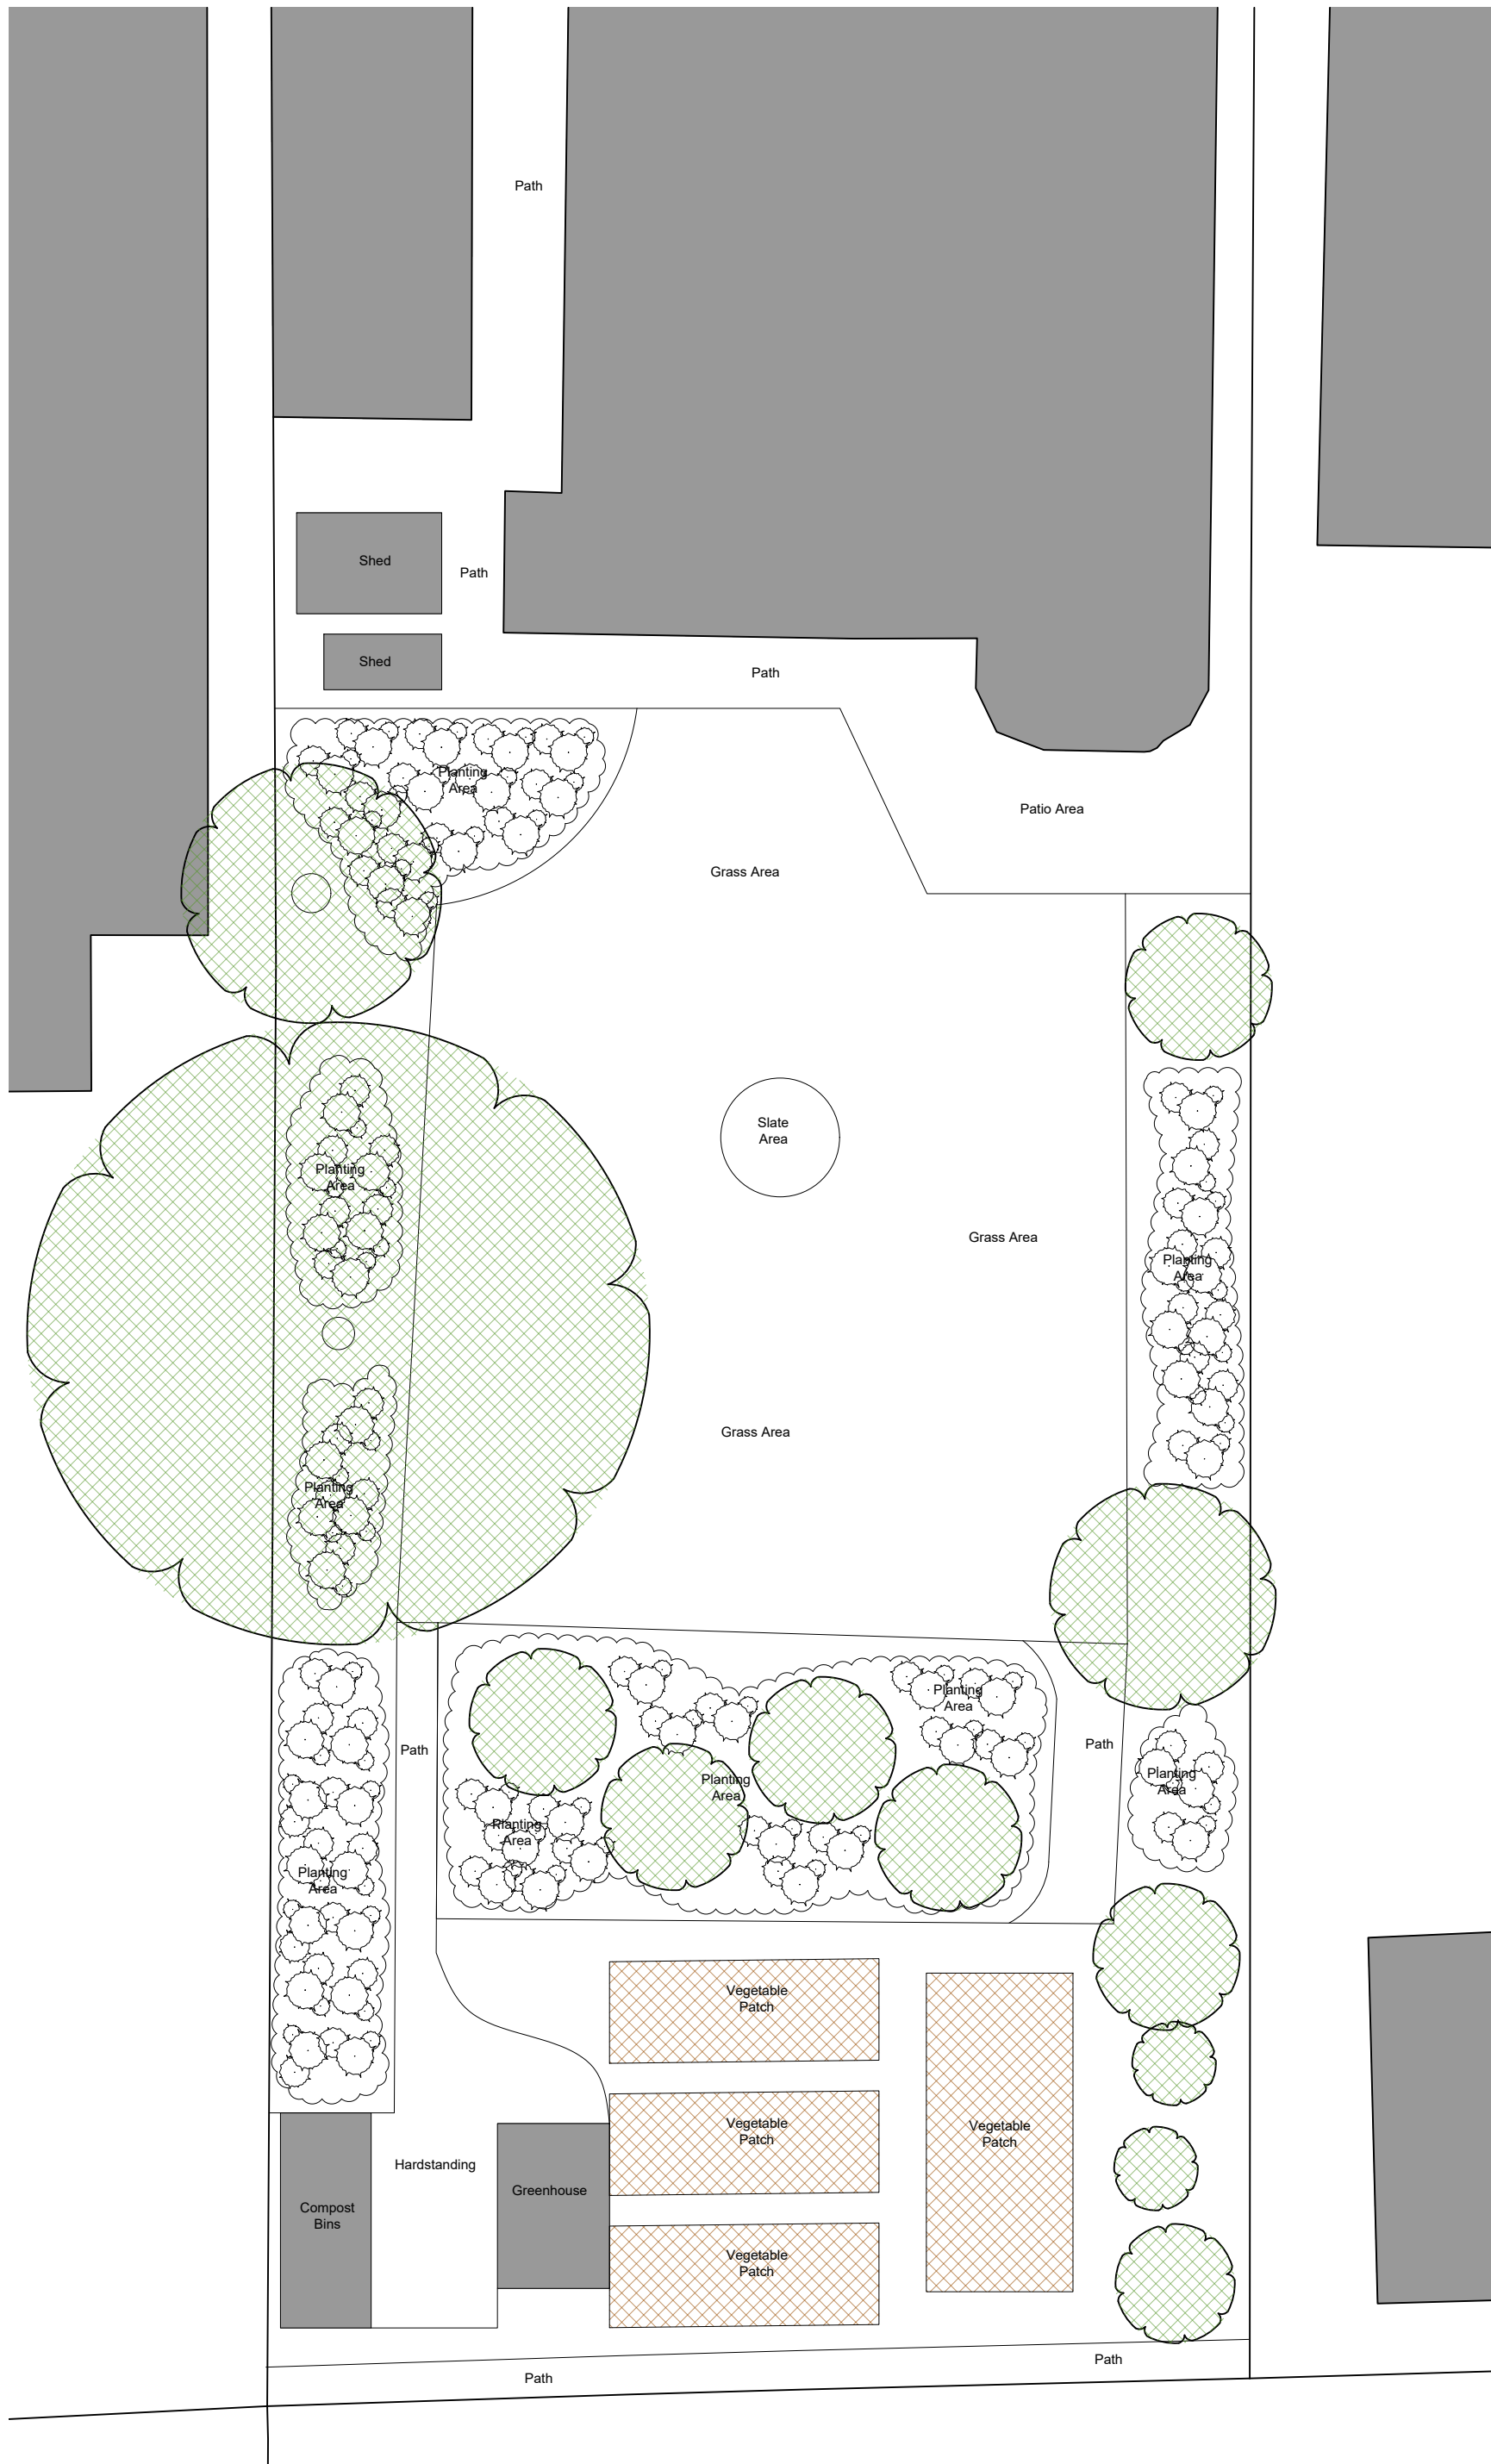 Path
Shed
Path
Shed
Path
Planting
Area
Patio Area
Grass Area
Slate
Area
Planting
Area
Grass Area
Planting
Area
Grass Area
Planting
Area
Planting
Area
Path
Path
Planting
Area
Planting
Area
Planting
Area
Planting
Area
Vegetable
Patch
Vegetable
Patch
Vegetable
Patch
Hardstanding
Greenhouse
Compost
Bins
Vegetable
Patch
Path
Path